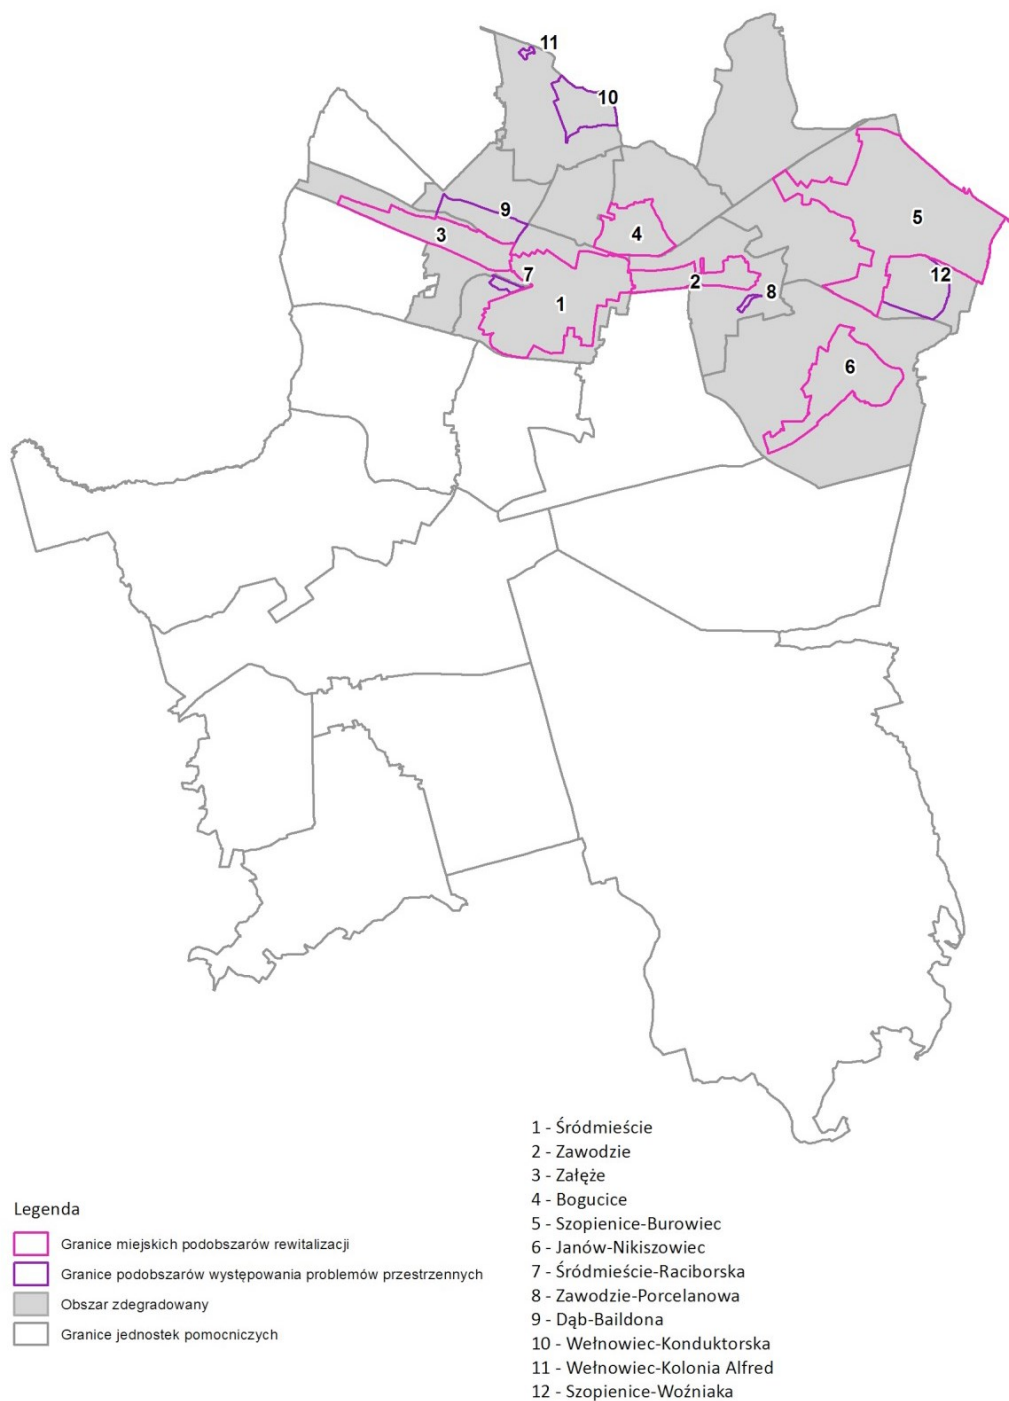 11
10
9
5
3
4
7
12
2
8
1
6
1 - Śródmieście
2 - Zawodzie
3 - Załęże
4 - Bogucice
5 - Szopienice-Burowiec
6 - Janów-Nikiszowiec
7 - Śródmieście-Raciborska
8 - Zawodzie-Porcelanowa
9 - Dąb-Baildona
10 - Wełnowiec-Konduktorska
11 - Wełnowiec-Kolonia Alfred
12 - Szopienice-Woźniaka
Legenda
Granice miejskich podobszarów rewitalizacji
Granice podobszarów występowania problemów przestrzennych
Obszar zdegradowany
Granice jednostek pomocniczych